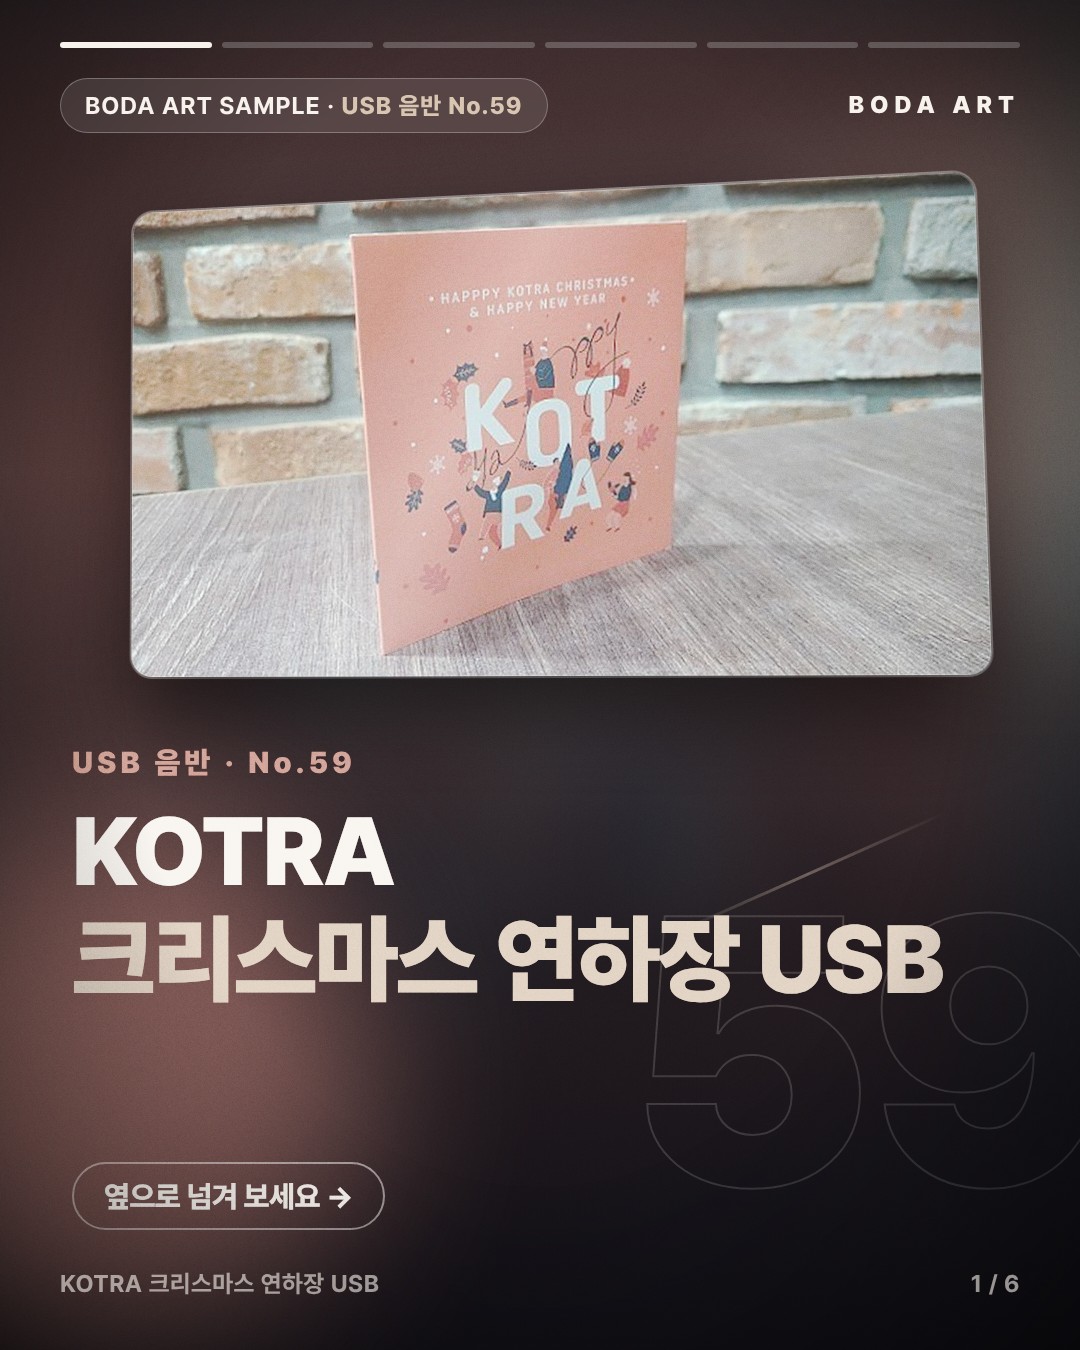 BODA ART SAMPLE · USB 음반 No.59
BODA ART
• HAPPPY KOTRA CHRISTMAS •
& HAPPY NEW YEAR
Happy
KOT
ya
RA
USB 음반 · No.59
KOTRA
크리스마스 연하장 USB
59
옆으로 넘겨 보세요 →
KOTRA 크리스마스 연하장 USB
1 / 6